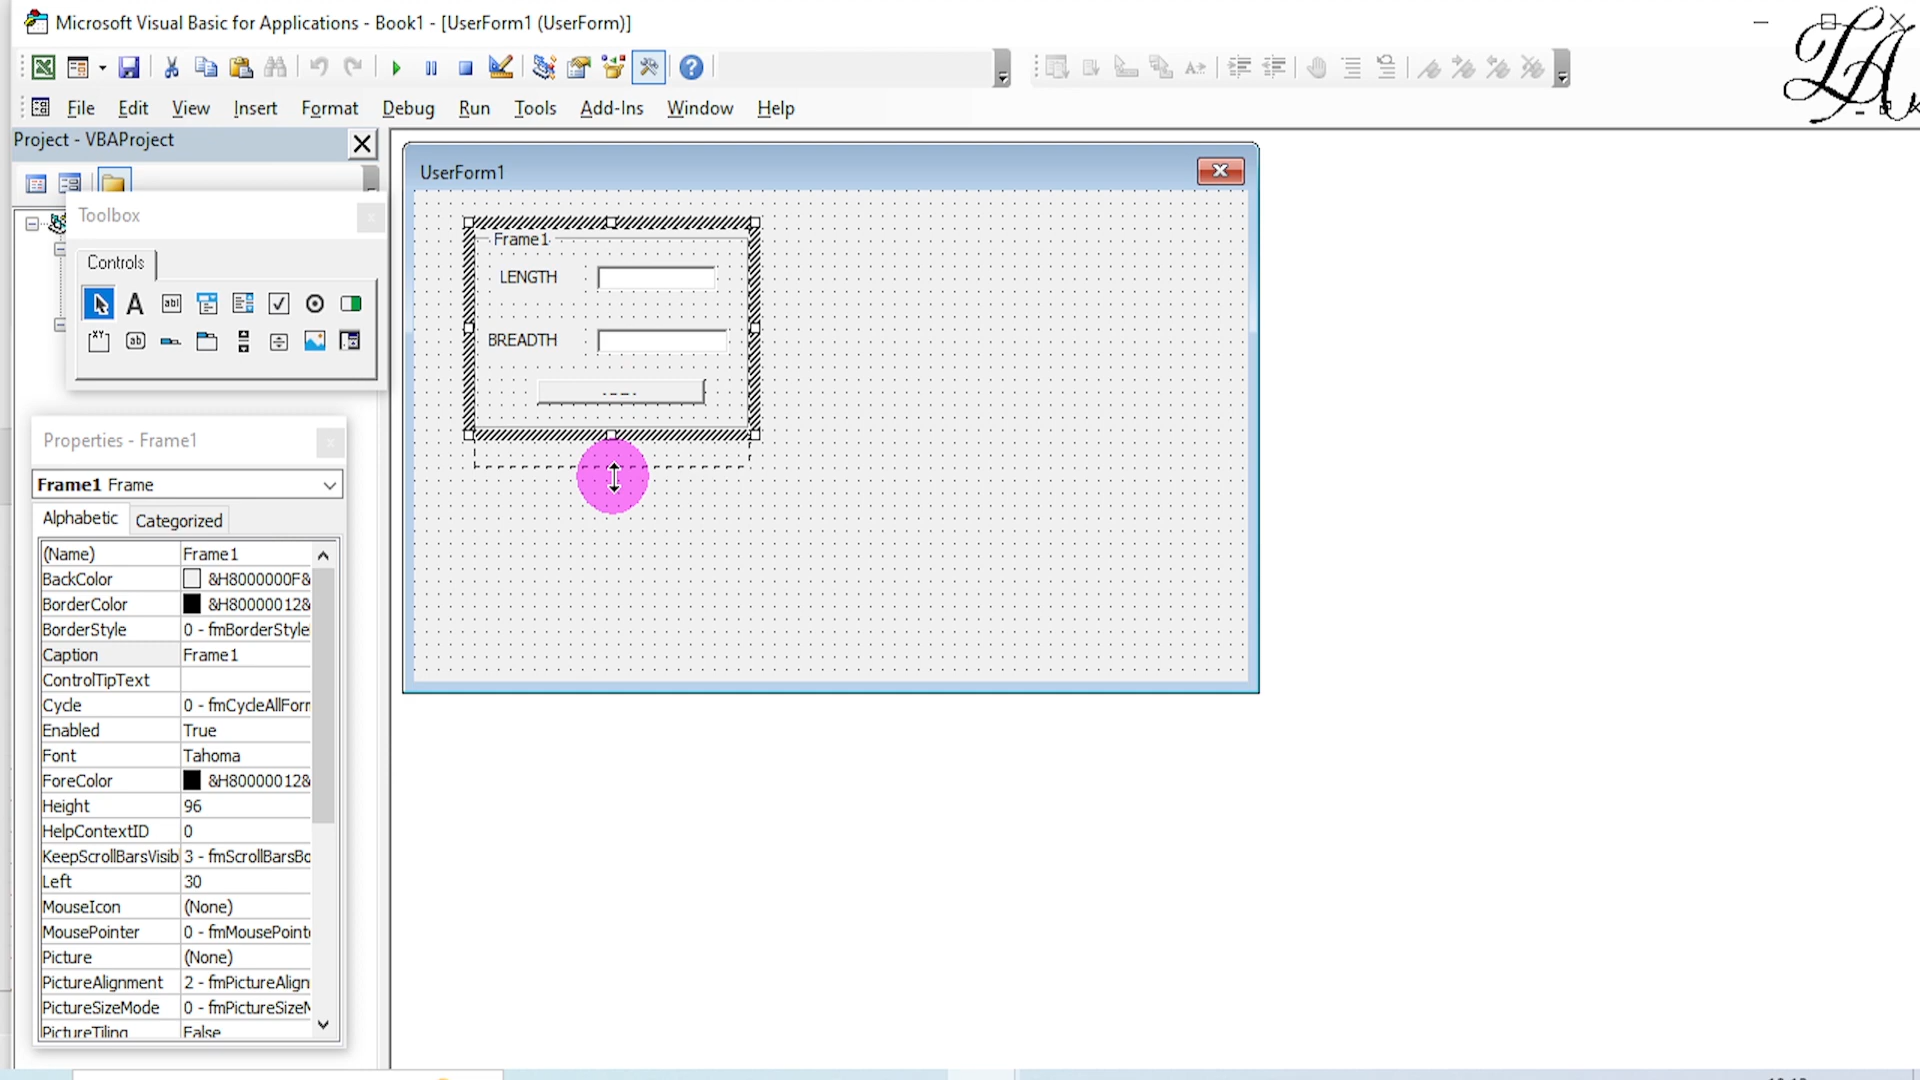 Microsoft Visual Basic for Applications - Book1 - [UserForm1 (UserForm)]
LA
File Edit View Insert Format Debug Run Tools Add-Ins Window Help
Project - VBAProject
Toolbox
Controls
Properties - Frame1
Frame1 Frame
Alphabetic Categorized
(Name) Frame1
BackColor &H8000000F&
BorderColor &H80000012&
BorderStyle 0 - fmBorderStyle
Caption Frame1
ControlTipText
Cycle 0 - fmCycleAllForm
Enabled True
Font Tahoma
ForeColor &H80000012&
Height 96
HelpContextID 0
KeepScrollBarsVisib 3 - fmScrollBarsBo
Left 30
MouseIcon (None)
MousePointer 0 - fmMousePoint
Picture (None)
PictureAlignment 2 - fmPictureAlign
PictureSizeMode 0 - fmPictureSizeM
PictureTiling False
UserForm1
Frame1
LENGTH
BREADTH